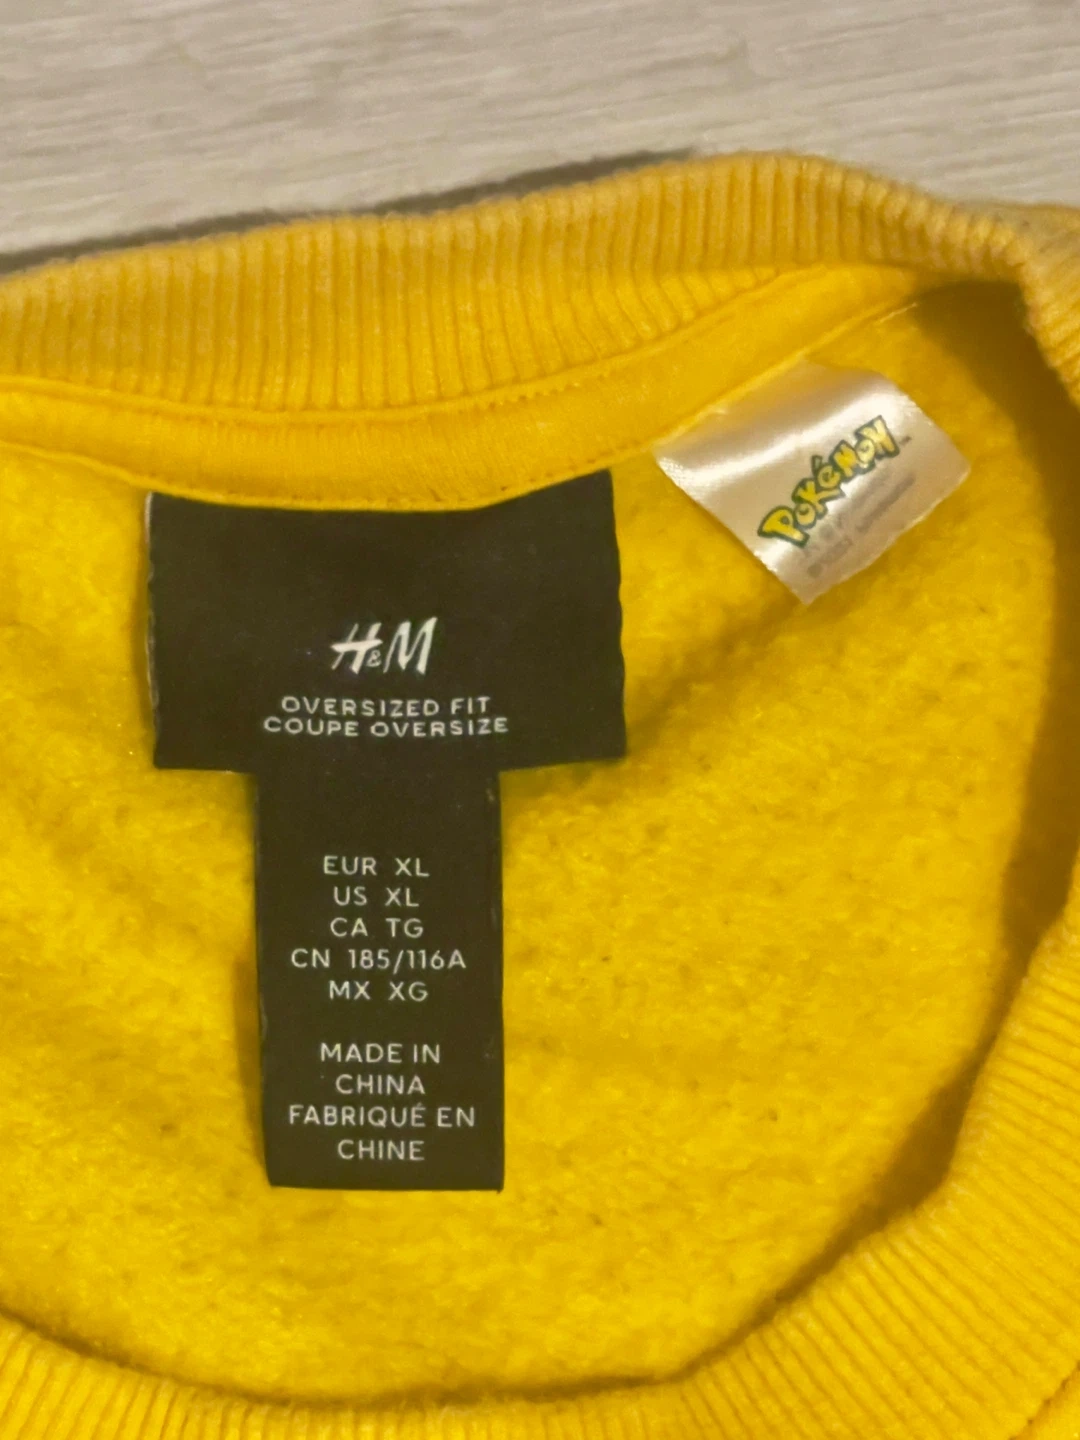 H&M
OVERSIZED FIT
COUPE OVERSIZE
EUR XL
US XL
CA TG
CN 185/116A
MX XG
MADE IN
CHINA
FABRIQUÉ EN
CHINE
POKéMON™